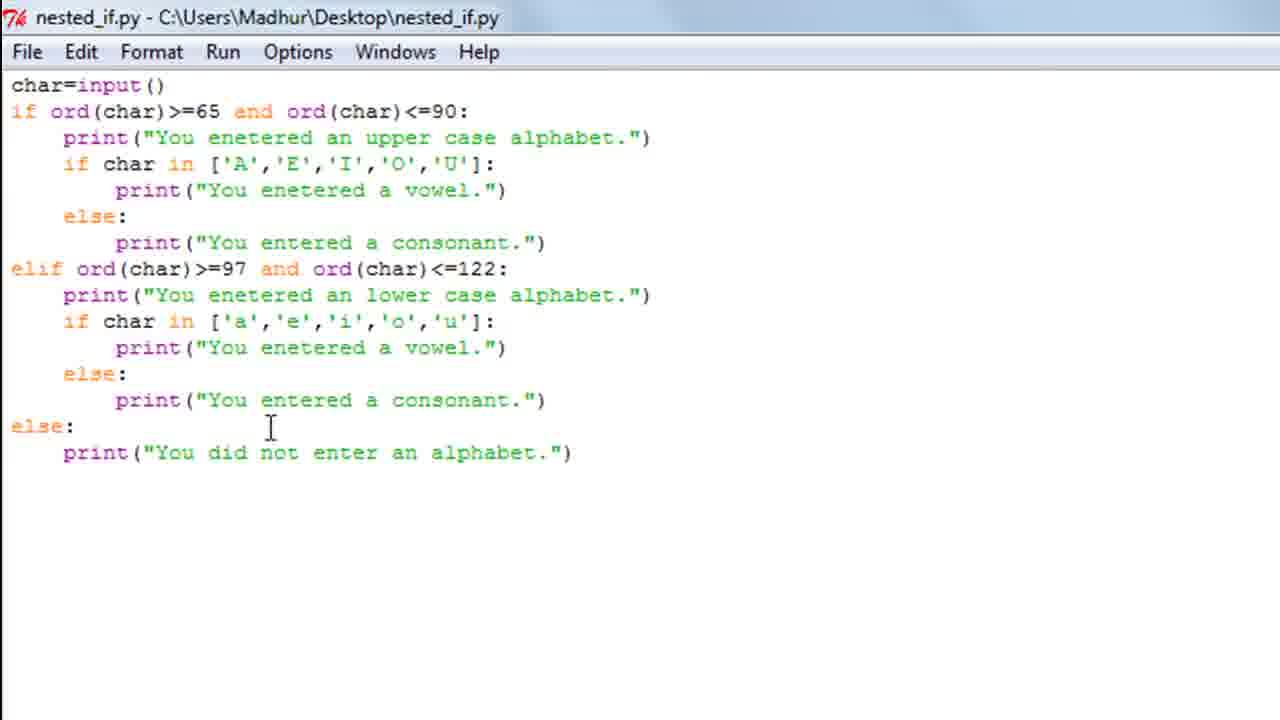 nested_if.py - C:\Users\Madhur\Desktop\nested_if.py
File Edit Format Run Options Windows Help
char=input()
if ord(char)>=65 and ord(char)<=90:
    print("You enetered an upper case alphabet.")
    if char in ['A','E','I','O','U']:
        print("You enetered a vowel.")
    else:
        print("You entered a consonant.")
elif ord(char)>=97 and ord(char)<=122:
    print("You enetered an lower case alphabet.")
    if char in ['a','e','i','o','u']:
        print("You enetered a vowel.")
    else:
        print("You entered a consonant.")
else:
    print("You did not enter an alphabet.")